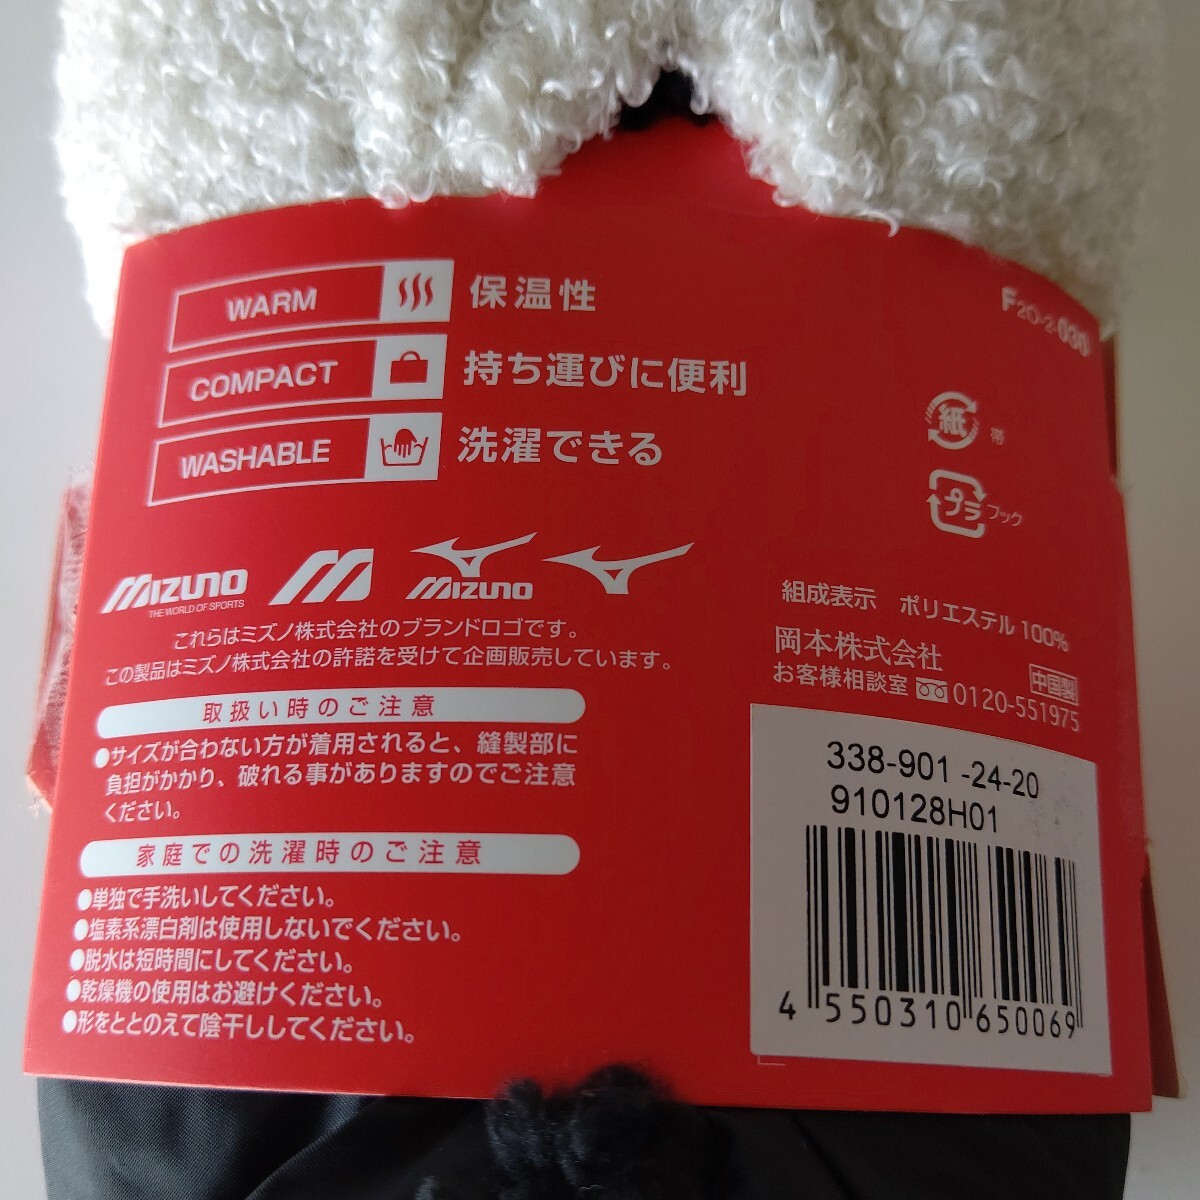 WARM 保温性
COMPACT 持ち運びに便利
WASHABLE 洗濯できる
F20-2-030
紙 帯
プラ フック
MIZUNO
THE WORLD OF SPORTS
MIZUNO
これらはミズノ株式会社のブランドロゴです。
この製品はミズノ株式会社の許諾を受けて企画販売しています。
取扱い時のご注意
●サイズが合わない方が着用されると、縫製部に
負担がかかり、破れる事がありますのでご注意
ください。
家庭での洗濯時のご注意
●単独で手洗いしてください。
●塩素系漂白剤は使用しないでください。
●脱水は短時間にしてください。
●乾燥機の使用はお避けください。
●形をととのえて陰干ししてください。
組成表示 ポリエステル100%
岡本株式会社 中国製
お客様相談室 0120-551975
338-901 -24-20
910128H01
4 550310 650069